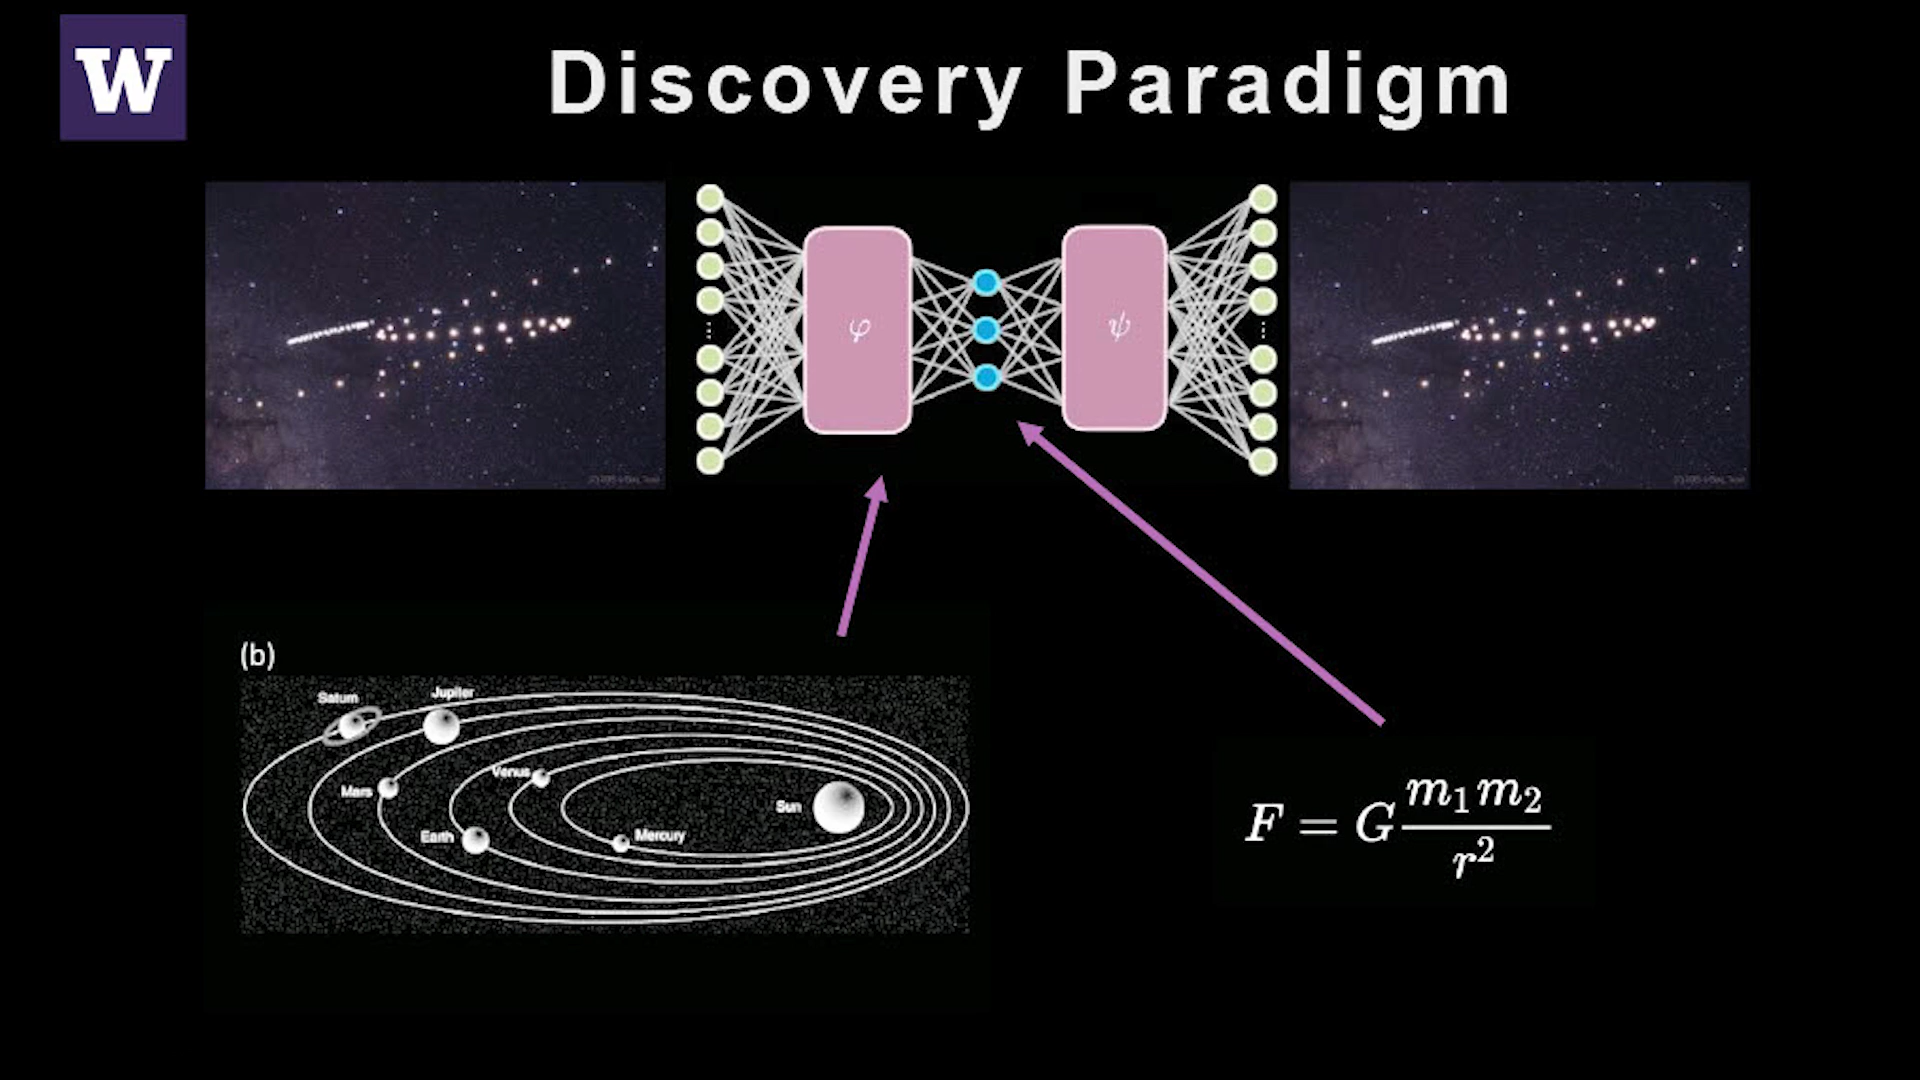 W
Discovery Paradigm
φ
ψ
(b)
Saturn
Jupiter
Mars
Venus
Earth
Mercury
Sun
F = G m₁m₂ / r²